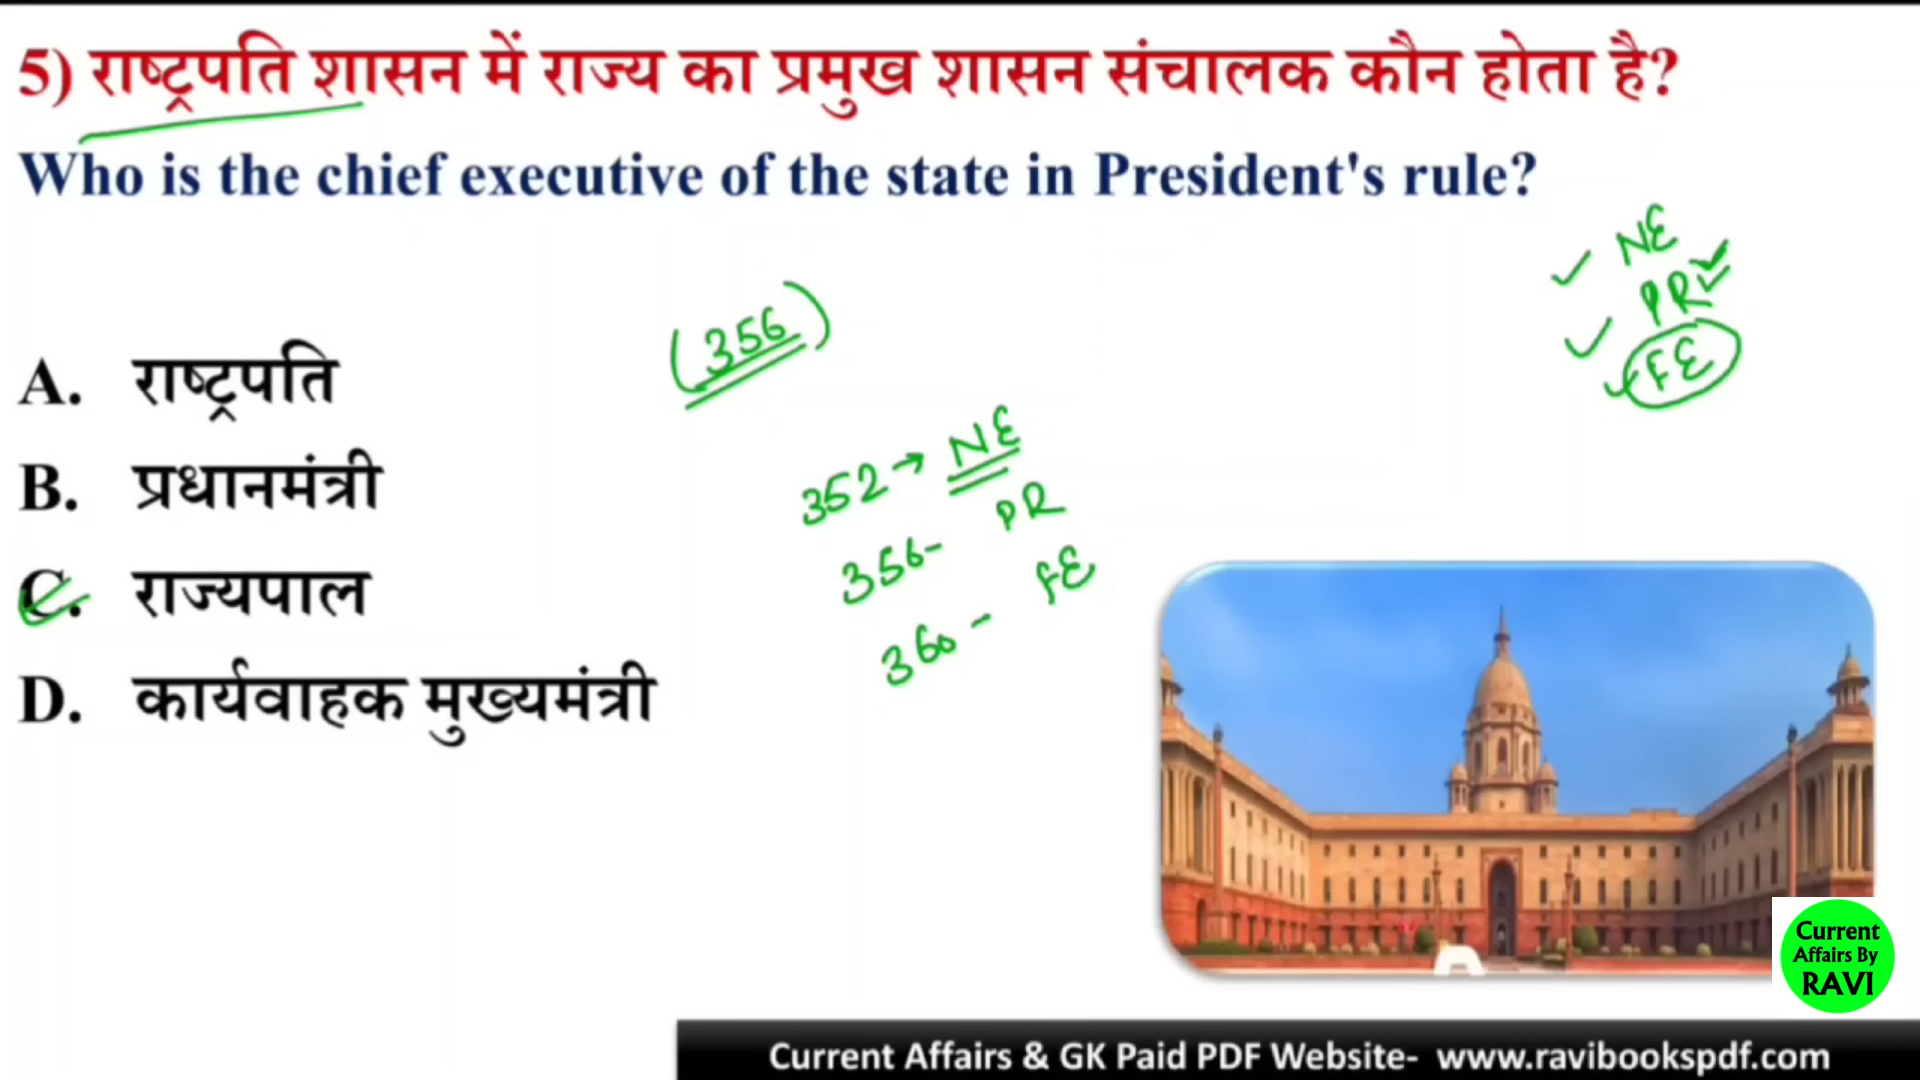 5) राष्ट्रपति शासन में राज्य का प्रमुख शासन संचालक कौन होता है?
Who is the chief executive of the state in President's rule?
NE
PR
FE
(356)
A. राष्ट्रपति
352 → NE
B. प्रधानमंत्री
356- PR
C. राज्यपाल
360 - FE
D. कार्यवाहक मुख्यमंत्री
Current
Affairs By
RAVI
Current Affairs & GK Paid PDF Website- www.ravibookspdf.com